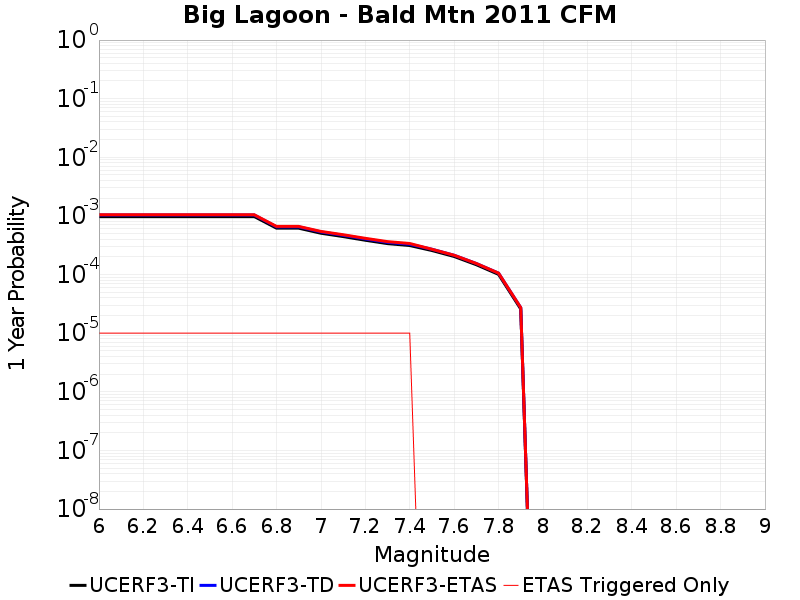 Big Lagoon - Bald Mtn 2011 CFM
10^0
10^-1
10^-2
10^-3
10^-4
10^-5
10^-6
10^-7
10^-8
1 Year Probability
6 6.2 6.4 6.6 6.8 7 7.2 7.4 7.6 7.8 8 8.2 8.4 8.6 8.8 9
Magnitude
UCERF3-TI UCERF3-TD UCERF3-ETAS ETAS Triggered Only